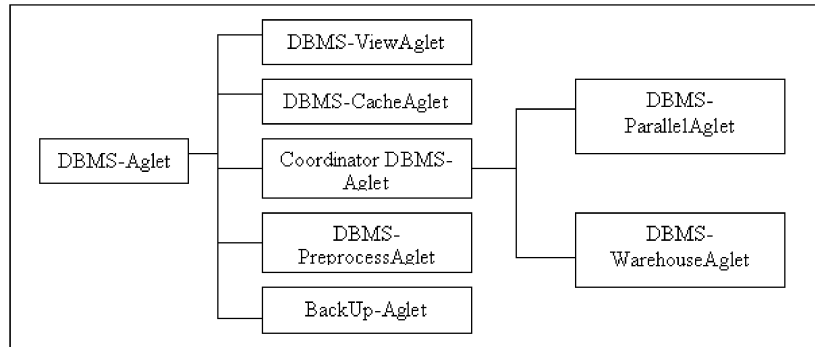 DBMS-Aglet
DBMS-ViewAglet
DBMS-CacheAglet
Coordinator DBMS-
Aglet
DBMS-
PreprocessAglet
BackUp-Aglet
DBMS-
ParallelAglet
DBMS-
WarehouseAglet